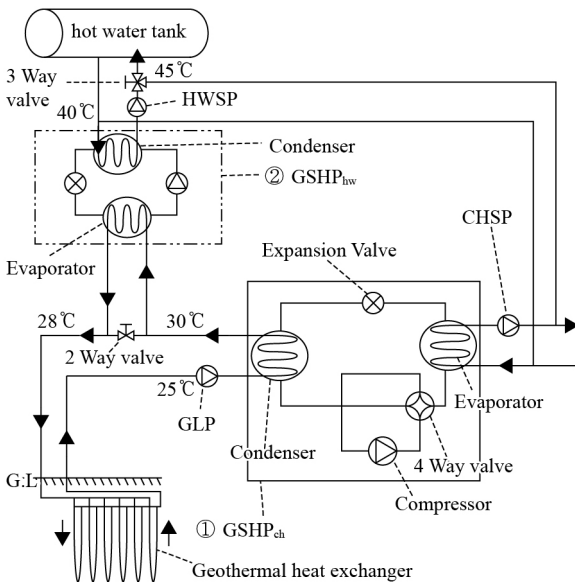 hot water tank
3 Way
valve
45℃
HWSP
40℃
Condenser
② GSHPhw
Evaporator
CHSP
Expansion Valve
28℃
30℃
2 Way valve
25℃
GLP
Evaporator
Condenser
4 Way valve
Compressor
G:L
① GSHPch
Geothermal heat exchanger